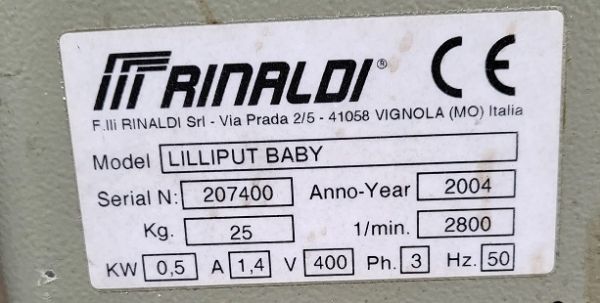 RINALDI® CE
F.lli RINALDI Srl - Via Prada 2/5 - 41058 VIGNOLA (MO) Italia
Model LILLIPUT BABY
Serial N: 207400 Anno-Year 2004
Kg. 25 1/min. 2800
KW 0,5 A 1,4 V 400 Ph. 3 Hz. 50